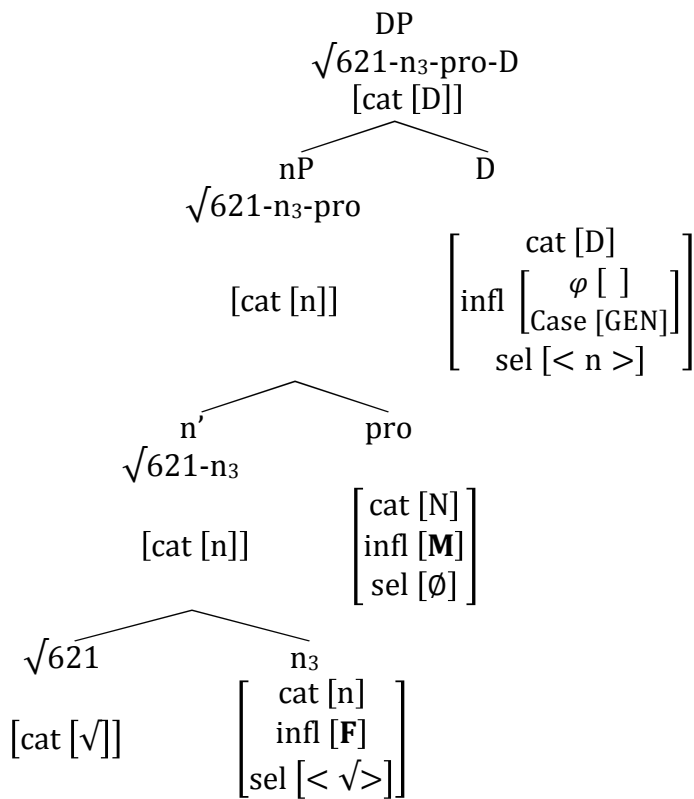 DP
√621-n₃-pro-D
[cat [D]]
nP D
√621-n₃-pro
cat [D]
[cat [n]] infl [φ [ ]
Case [GEN]]
sel [< n >]
n’ pro
√621-n₃
cat [N]
[cat [n]] infl [M]
sel [Ø]
√621 n₃
cat [n]
[cat [√]] infl [F]
sel [< √>]